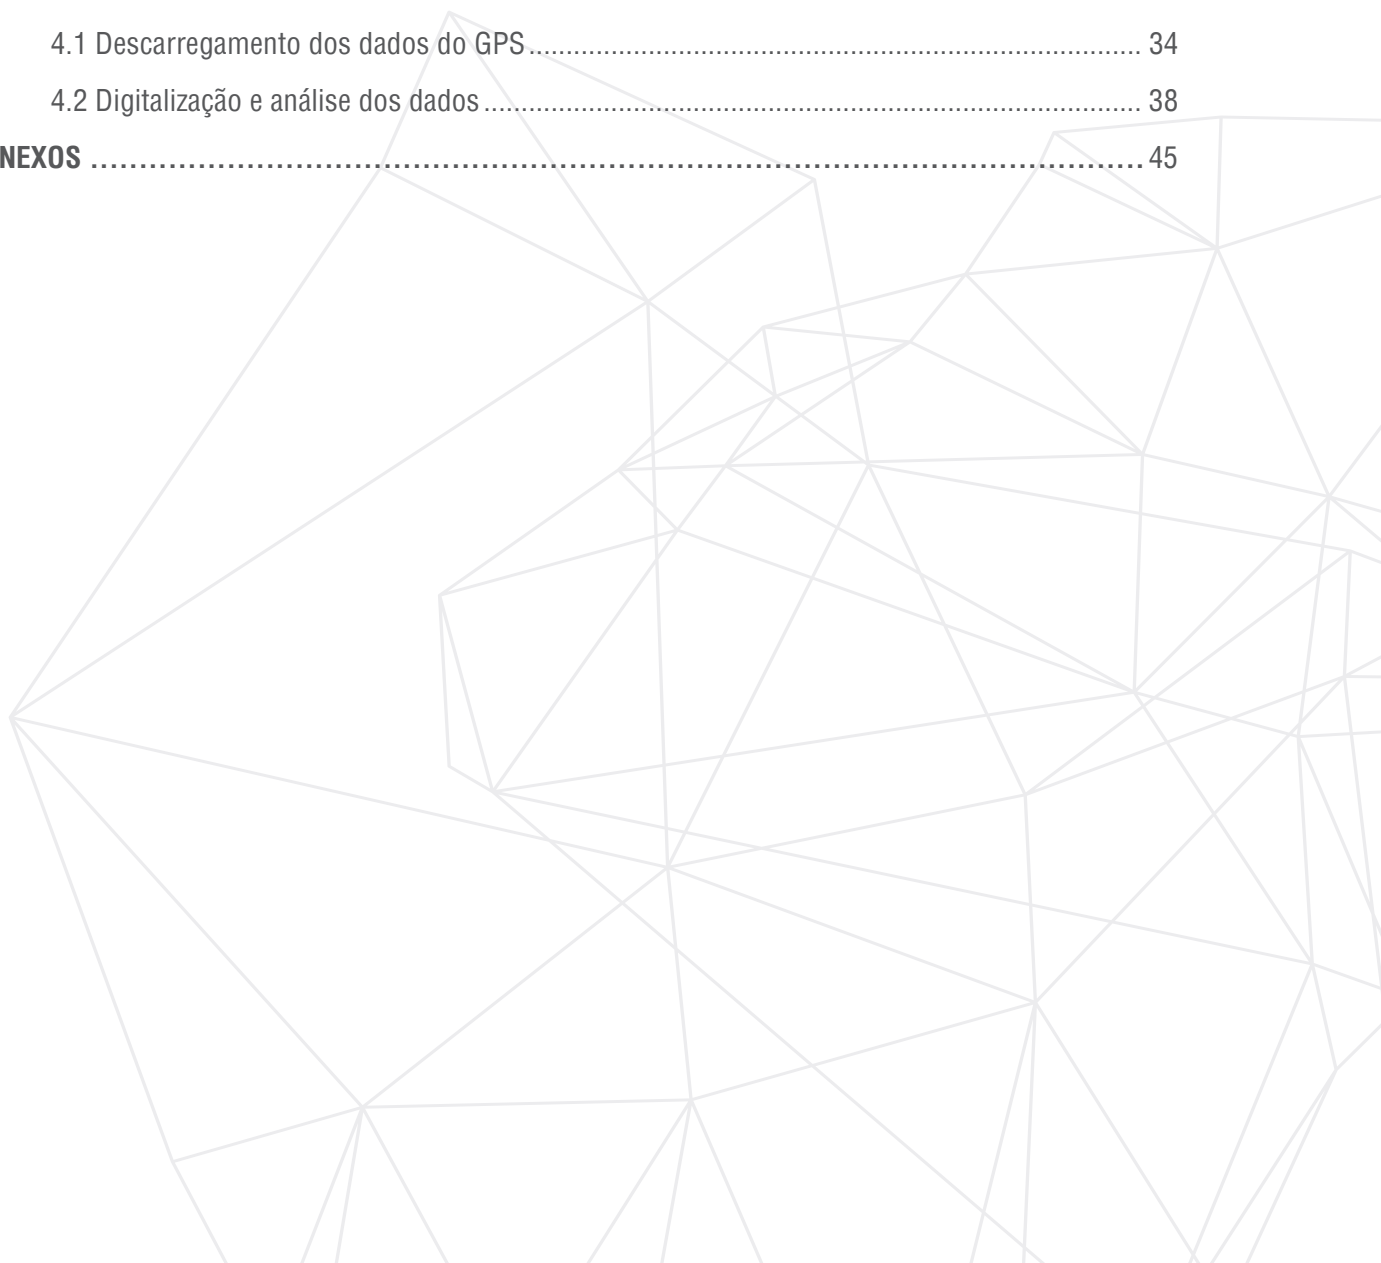 4.1 Descarregamento dos dados do GPS .................................................................................... 34
4.2 Digitalização e análise dos dados .......................................................................................... 38
NEXOS ............................................................................................................. 45